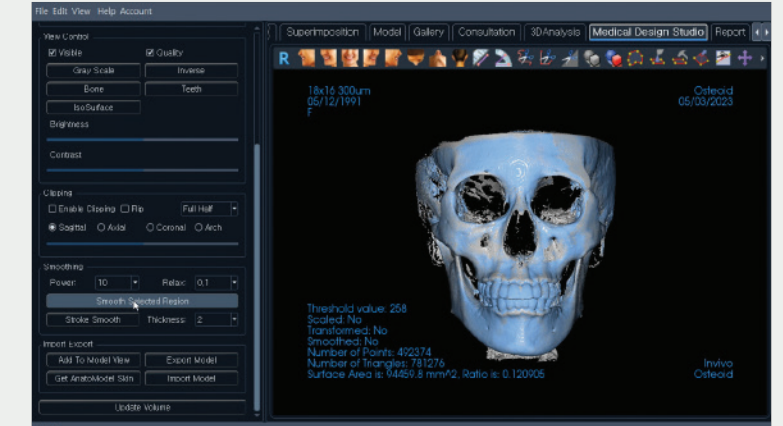 File Edit View Help Account
Superimposition Model Gallery Consultation 3DAnalysis Medical Design Studio Report
View Control
Visible Quality
Gray Scale Inverse
Bone Teeth
IsoSurface
Brightness
Contrast
Clipping
Enable Clipping Flip Full Half
Sagittal Axial Coronal Arch
Smoothing
Power: 10 Relax: 0.1
Smooth Selected Region
Stroke Smooth Thickness: 2
Import Export
Add To Model View Export Model
Get AnatoModel Skin Import Model
Update Volume
R
18x16 300um
05/12/1991
F
Osteoid
05/03/2023
Threshold value: 258
Scaled: No
Transformed: No
Smoothed: No
Number of Points: 492374
Number of Triangles: 781276
Surface Area is: 94459.8 mm^2, Ratio is: 0.120905
Invivo
Osteoid